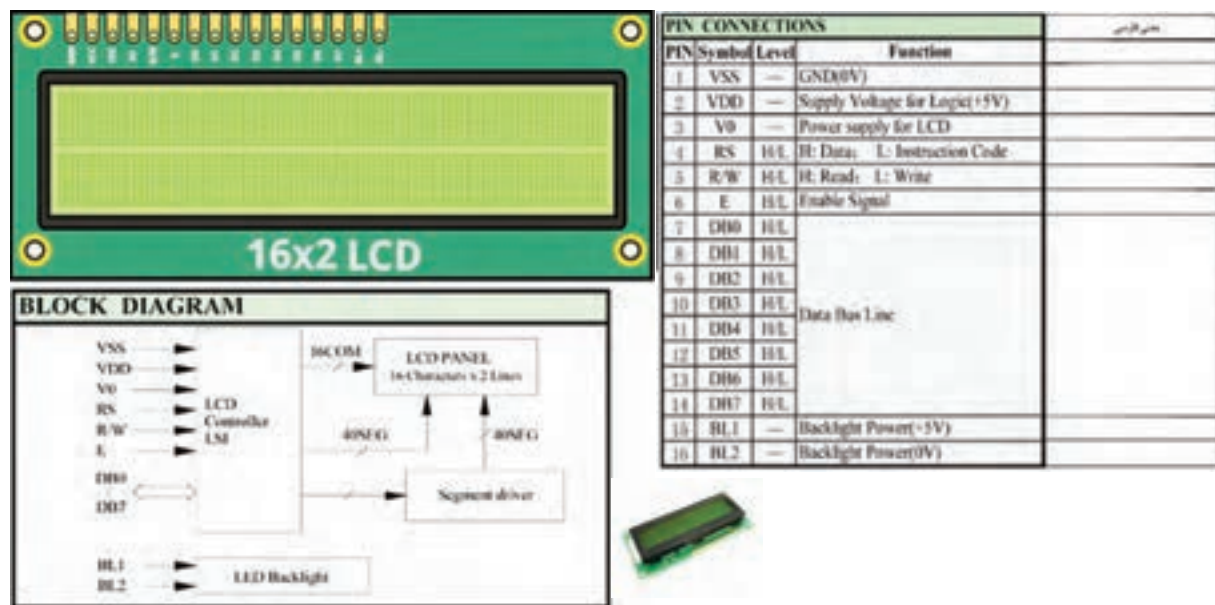 16x2 LCD
BLOCK DIAGRAM
VSS
VDD
V0
RS
R/W
E
DB0
DB7
BL1
BL2
LCD
Controller
LSI
16COM
40SEG
40SEG
LCD PANEL
16-Characters x 2 Lines
Segment driver
LED Backlight
PIN CONNECTIONS
معنی فارسی
PIN Symbol Level Function
1 VSS — GND(0V)
2 VDD — Supply Voltage for Logic(+5V)
3 V0 — Power supply for LCD
4 RS H/L H: Data; L: Instruction Code
5 R/W H/L H: Read; L: Write
6 E H/L Enable Signal
7 DB0 H/L
8 DB1 H/L
9 DB2 H/L
10 DB3 H/L
Data Bus Line
11 DB4 H/L
12 DB5 H/L
13 DB6 H/L
14 DB7 H/L
15 BL1 — Backlight Power(+5V)
16 BL2 — Backlight Power(0V)